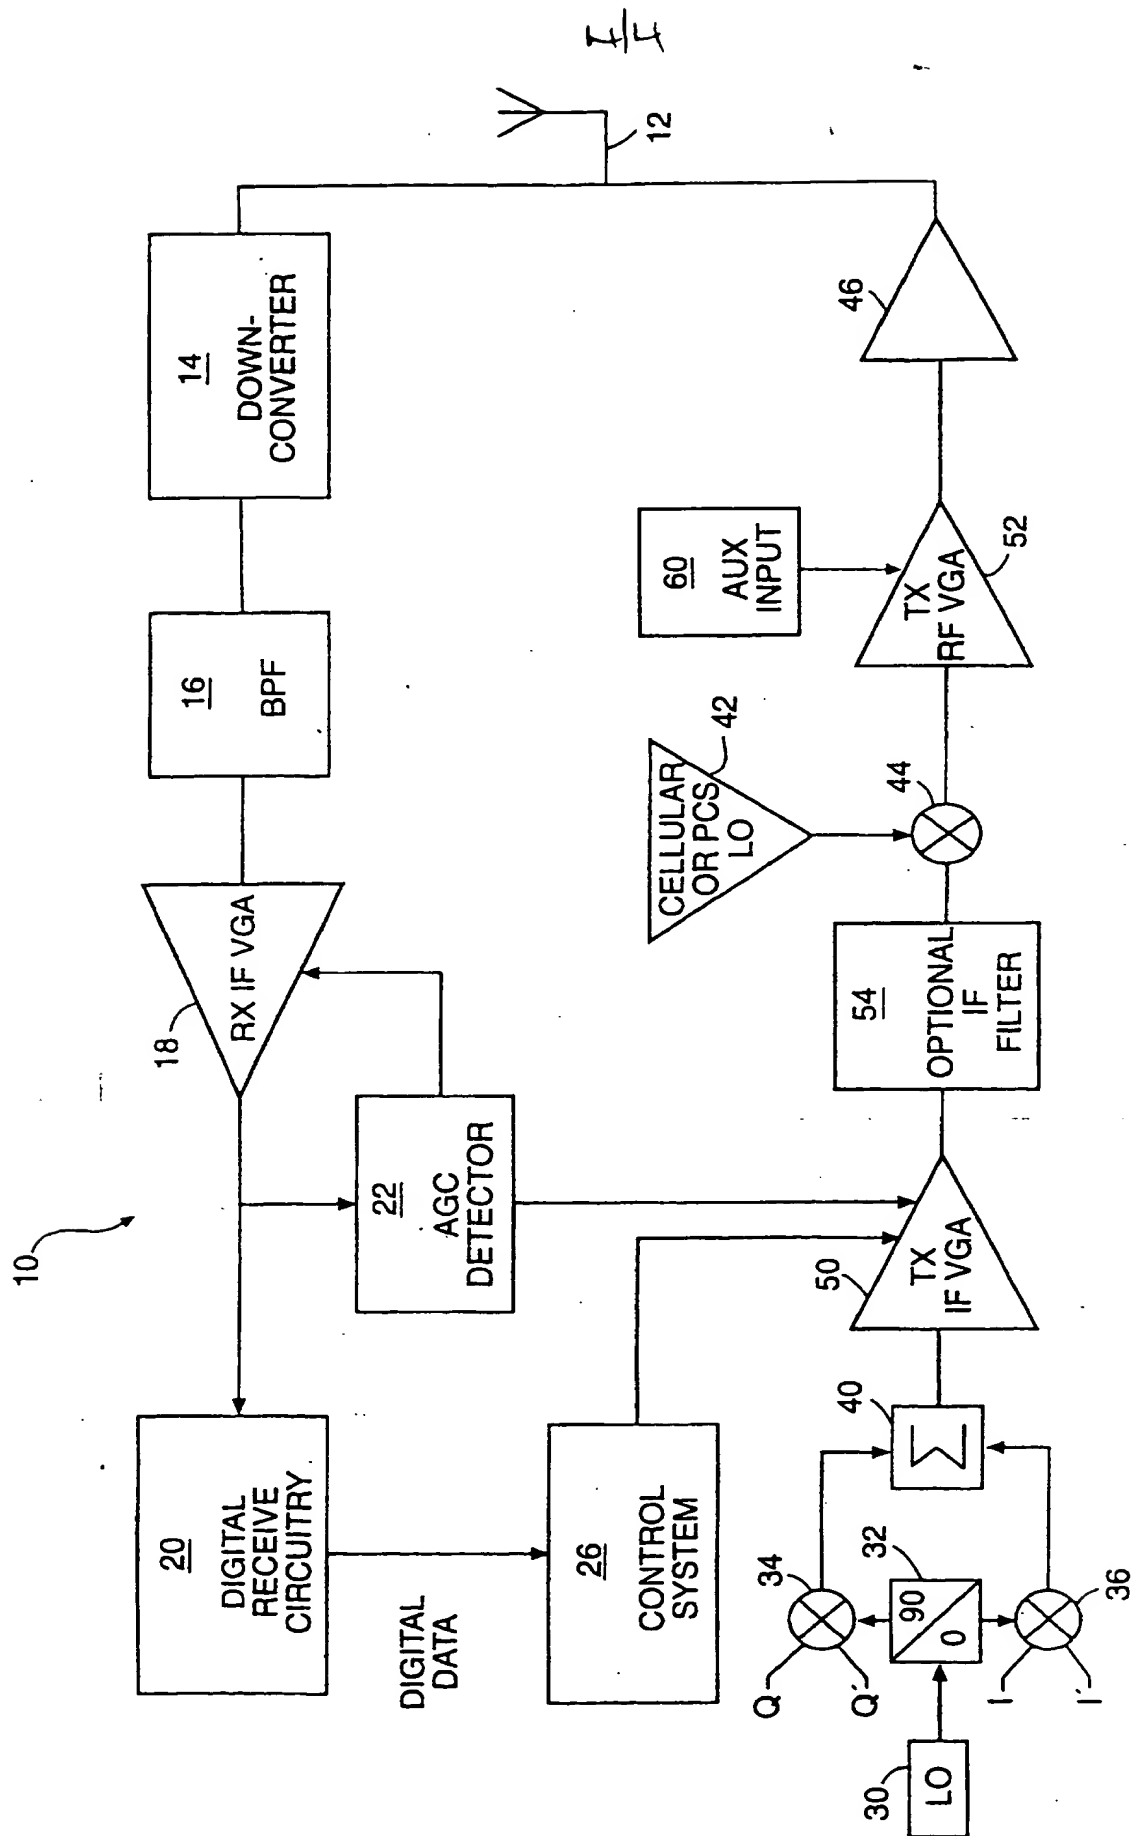 1/1
10
20
DIGITAL
RECEIVE
CIRCUITRY
18
RX IF VGA
16
BPF
14
DOWN-
CONVERTER
12
22
AGC
DETECTOR
DIGITAL
DATA
26
CONTROL
SYSTEM
30
LO
Q
Q'
I
I'
34
90
0
32
36
40
Σ
50
TX
IF VGA
54
OPTIONAL
IF
FILTER
CELLULAR
OR PCS
LO
42
44
60
AUX
INPUT
TX
RF VGA
52
46